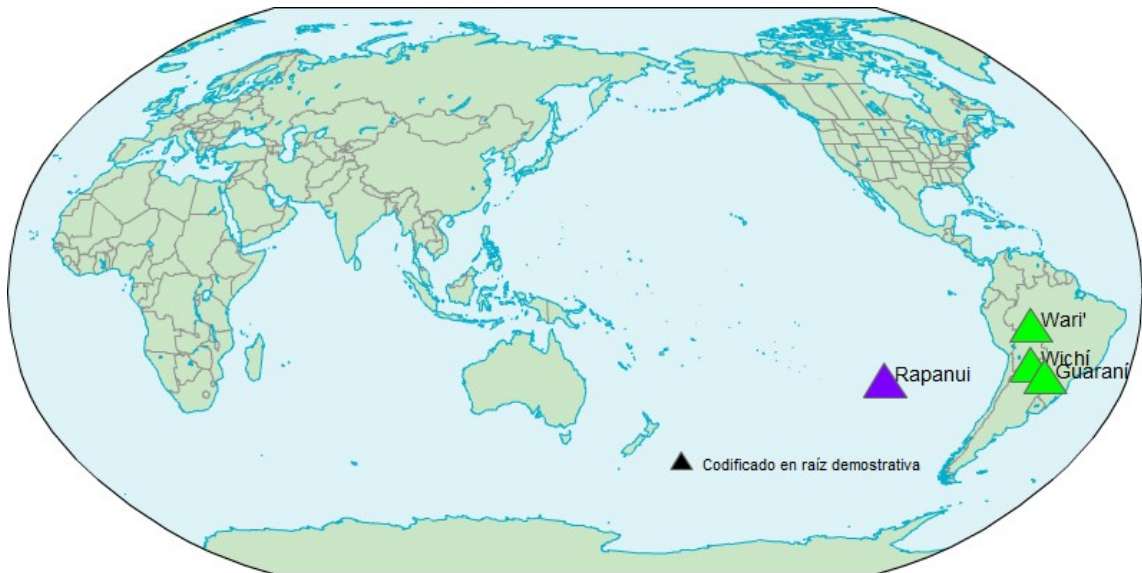 Wari'
Wichí
Guaraní
Rapanui
Codificado en raíz demostrativa